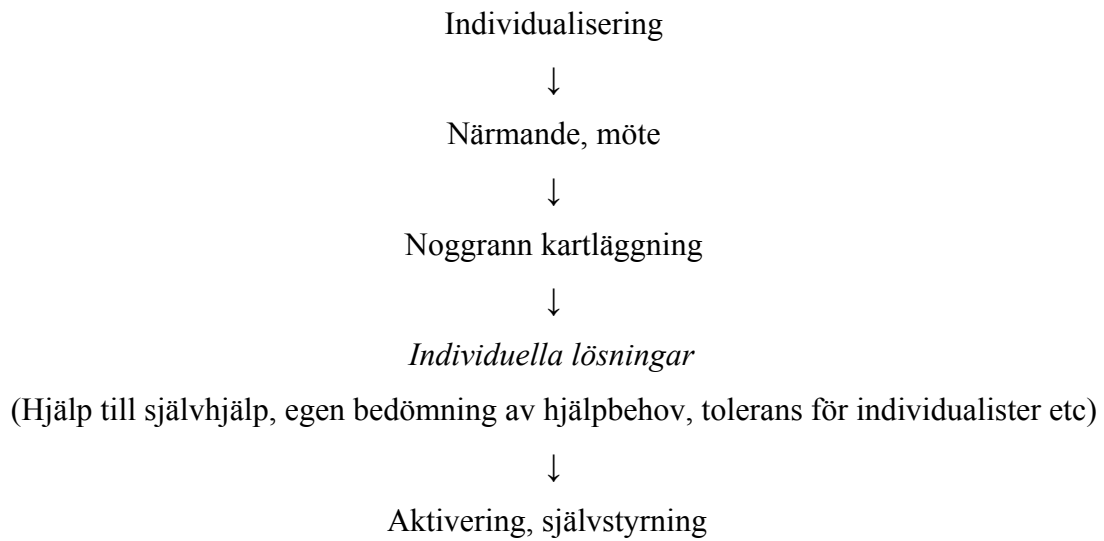 Individualisering
↓
Närmande, möte
↓
Noggrann kartläggning
↓
Individuella lösningar
(Hjälp till självhjälp, egen bedömning av hjälpbehov, tolerans för individualister etc)
↓
Aktivering, självstyrning